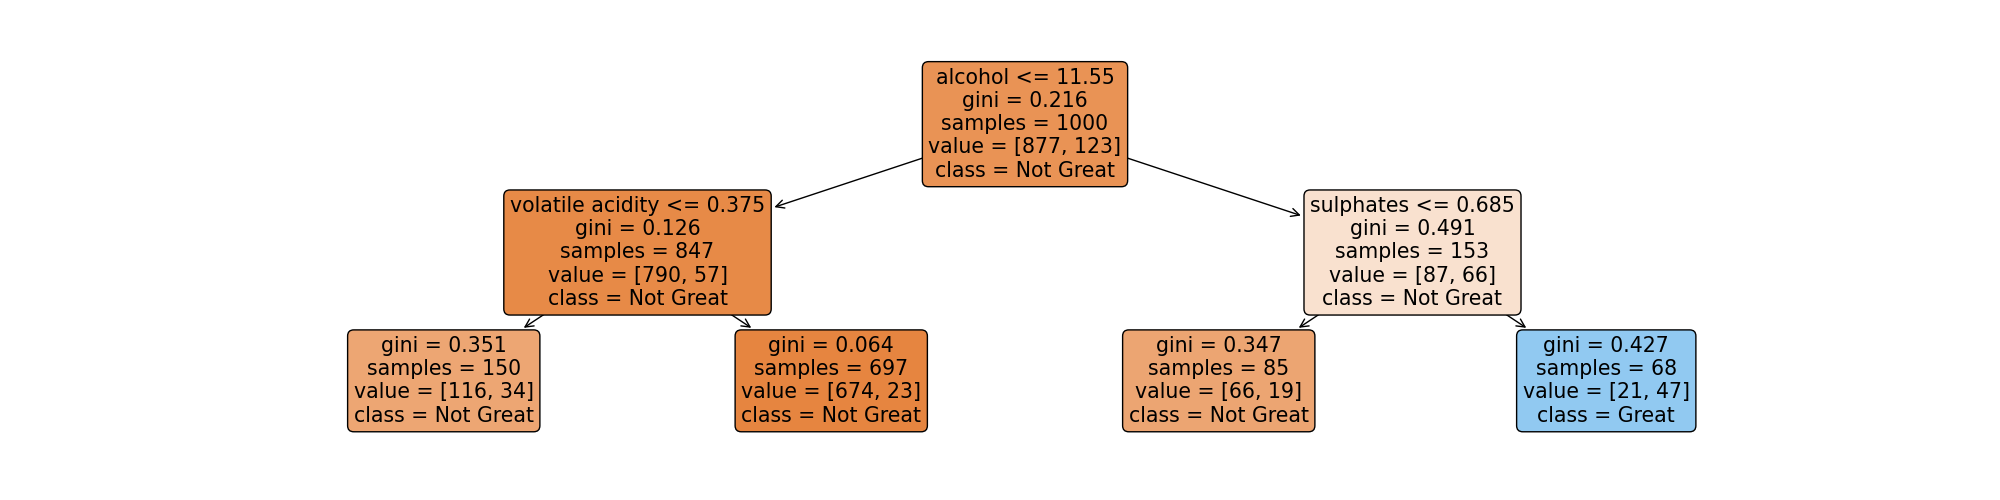 alcohol <= 11.55
gini = 0.216
samples = 1000
value = [877, 123]
class = Not Great
volatile acidity <= 0.375
gini = 0.126
samples = 847
value = [790, 57]
class = Not Great
sulphates <= 0.685
gini = 0.491
samples = 153
value = [87, 66]
class = Not Great
gini = 0.351
samples = 150
value = [116, 34]
class = Not Great
gini = 0.064
samples = 697
value = [674, 23]
class = Not Great
gini = 0.347
samples = 85
value = [66, 19]
class = Not Great
gini = 0.427
samples = 68
value = [21, 47]
class = Great